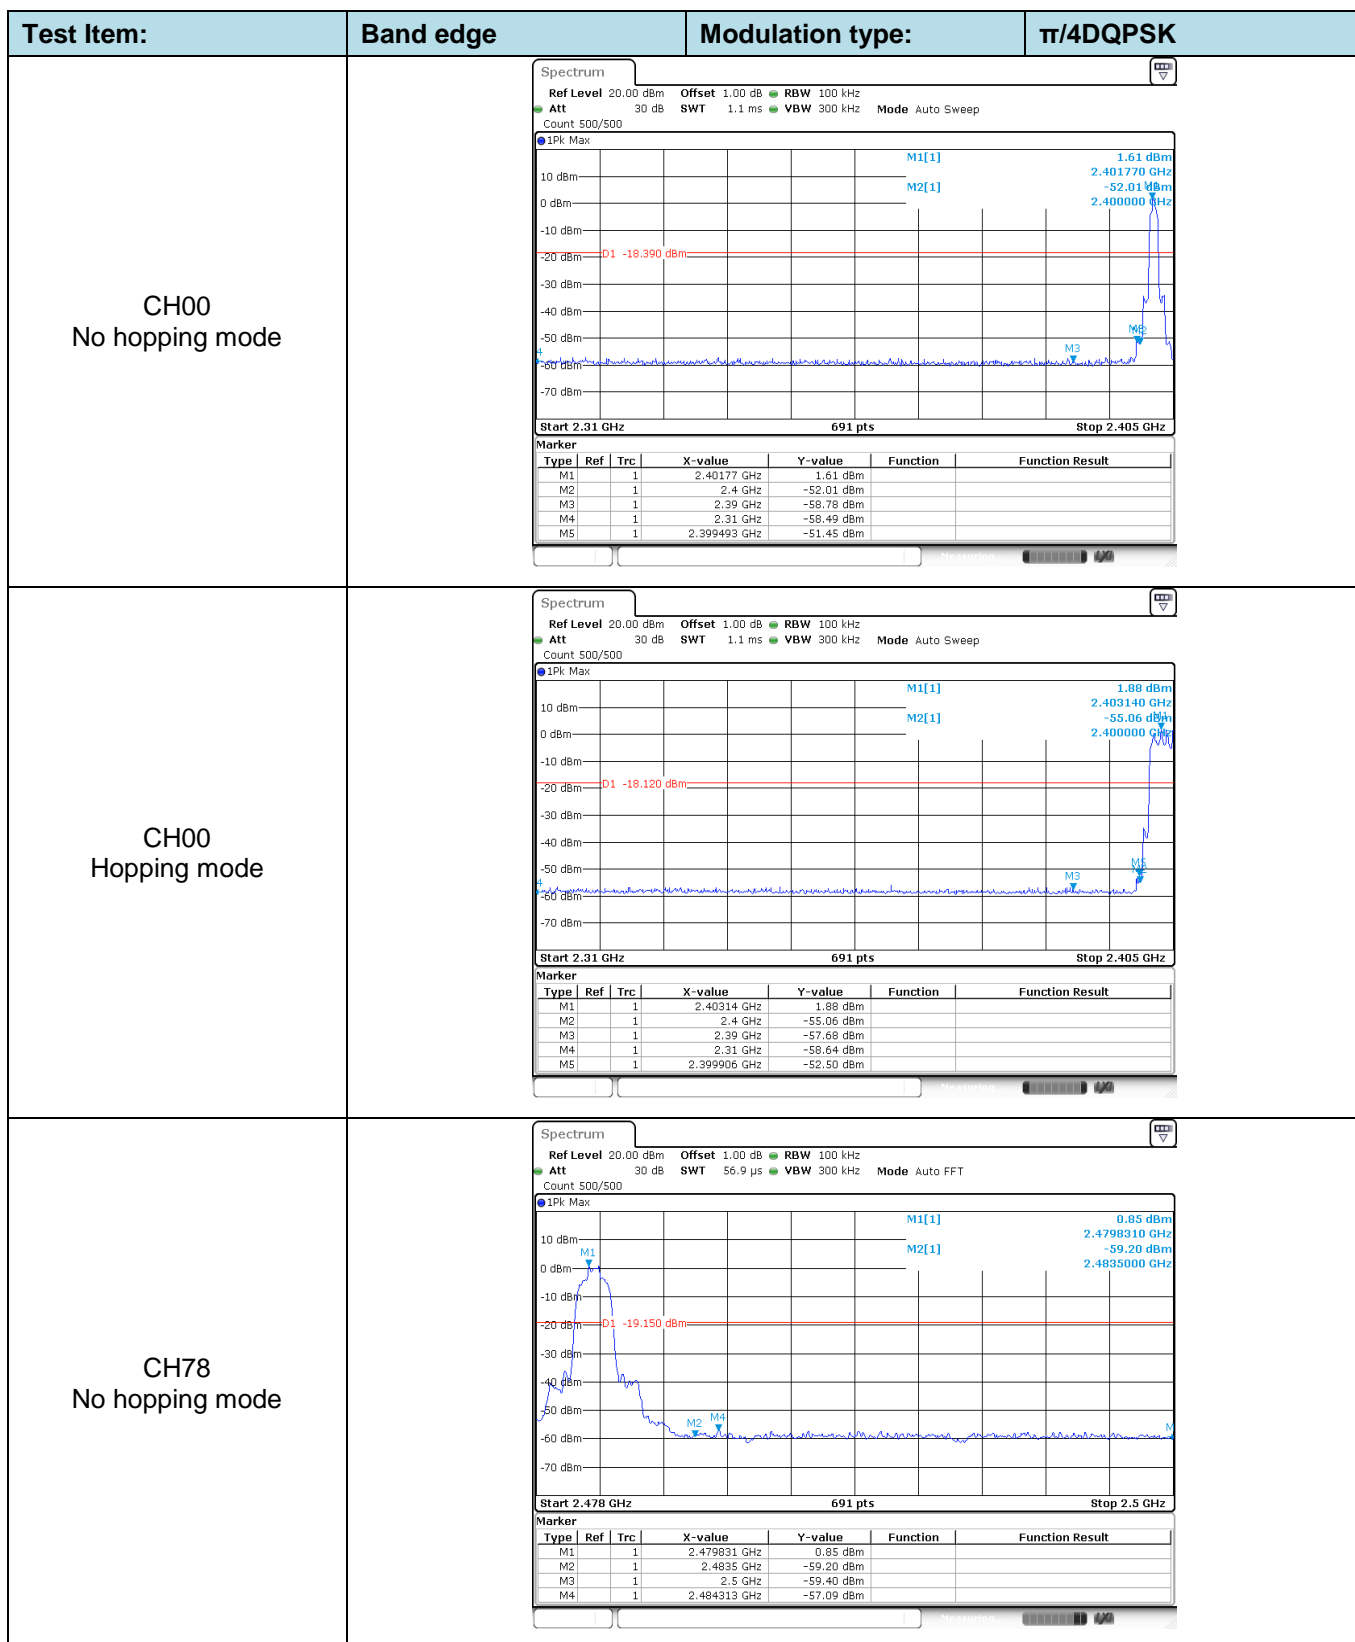 Test Item: Band edge Modulation type: π/4DQPSK
CH00
No hopping mode
Spectrum
Ref Level 20.00 dBm Offset 1.00 dB RBW 100 kHz
Att 30 dB SWT 1.1 ms VBW 300 kHz Mode Auto Sweep
Count 500/500
1Pk Max
M1[1] 1.61 dBm
2.401770 GHz
M2[1] -52.01 dBm
2.400000 GHz
10 dBm
0 dBm
-10 dBm
D1 -18.390 dBm
-20 dBm
-30 dBm
-40 dBm
-50 dBm
M3
-60 dBm
-70 dBm
Start 2.31 GHz 691 pts Stop 2.405 GHz
Marker
Type Ref Trc X-value Y-value Function Function Result
M1 1 2.40177 GHz 1.61 dBm
M2 1 2.4 GHz -52.01 dBm
M3 1 2.39 GHz -58.78 dBm
M4 1 2.31 GHz -58.49 dBm
M5 1 2.399493 GHz -51.45 dBm
Measuring...
CH00
Hopping mode
Spectrum
Ref Level 20.00 dBm Offset 1.00 dB RBW 100 kHz
Att 30 dB SWT 1.1 ms VBW 300 kHz Mode Auto Sweep
Count 500/500
1Pk Max
M1[1] 1.88 dBm
2.403140 GHz
M2[1] -55.06 dBm
2.400000 GHz
10 dBm
0 dBm
-10 dBm
D1 -18.120 dBm
-20 dBm
-30 dBm
-40 dBm
-50 dBm
M3
-60 dBm
-70 dBm
Start 2.31 GHz 691 pts Stop 2.405 GHz
Marker
Type Ref Trc X-value Y-value Function Function Result
M1 1 2.40314 GHz 1.88 dBm
M2 1 2.4 GHz -55.06 dBm
M3 1 2.39 GHz -57.68 dBm
M4 1 2.31 GHz -58.64 dBm
M5 1 2.399906 GHz -52.50 dBm
Measuring...
CH78
No hopping mode
Spectrum
Ref Level 20.00 dBm Offset 1.00 dB RBW 100 kHz
Att 30 dB SWT 56.9 µs VBW 300 kHz Mode Auto FFT
Count 500/500
1Pk Max
M1[1] 0.85 dBm
2.4798310 GHz
M2[1] -59.20 dBm
2.4835000 GHz
10 dBm
M1
0 dBm
-10 dBm
-20 dBm D1 -19.150 dBm
-30 dBm
-40 dBm
-50 dBm
M2 M4
-60 dBm
-70 dBm
Start 2.478 GHz 691 pts Stop 2.5 GHz
Marker
Type Ref Trc X-value Y-value Function Function Result
M1 1 2.479831 GHz 0.85 dBm
M2 1 2.4835 GHz -59.20 dBm
M3 1 2.5 GHz -59.40 dBm
M4 1 2.484313 GHz -57.09 dBm
Measuring...